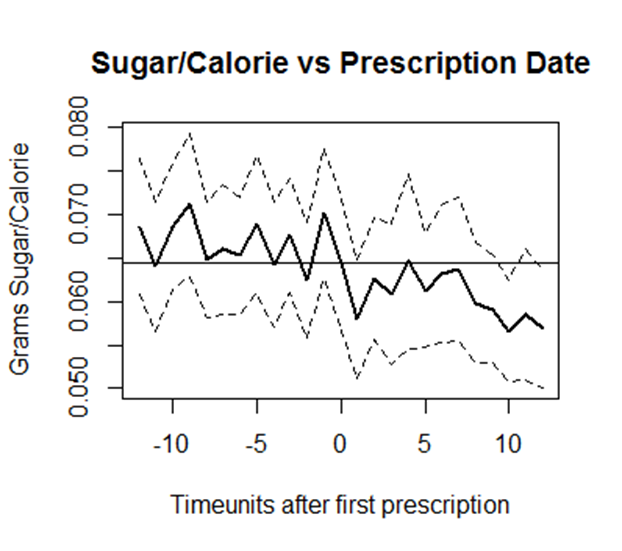 Sugar/Calorie vs Prescription Date
Grams Sugar/Calorie
0.080
0.070
0.060
0.050
-10 -5 0 5 10
Timeunits after first prescription